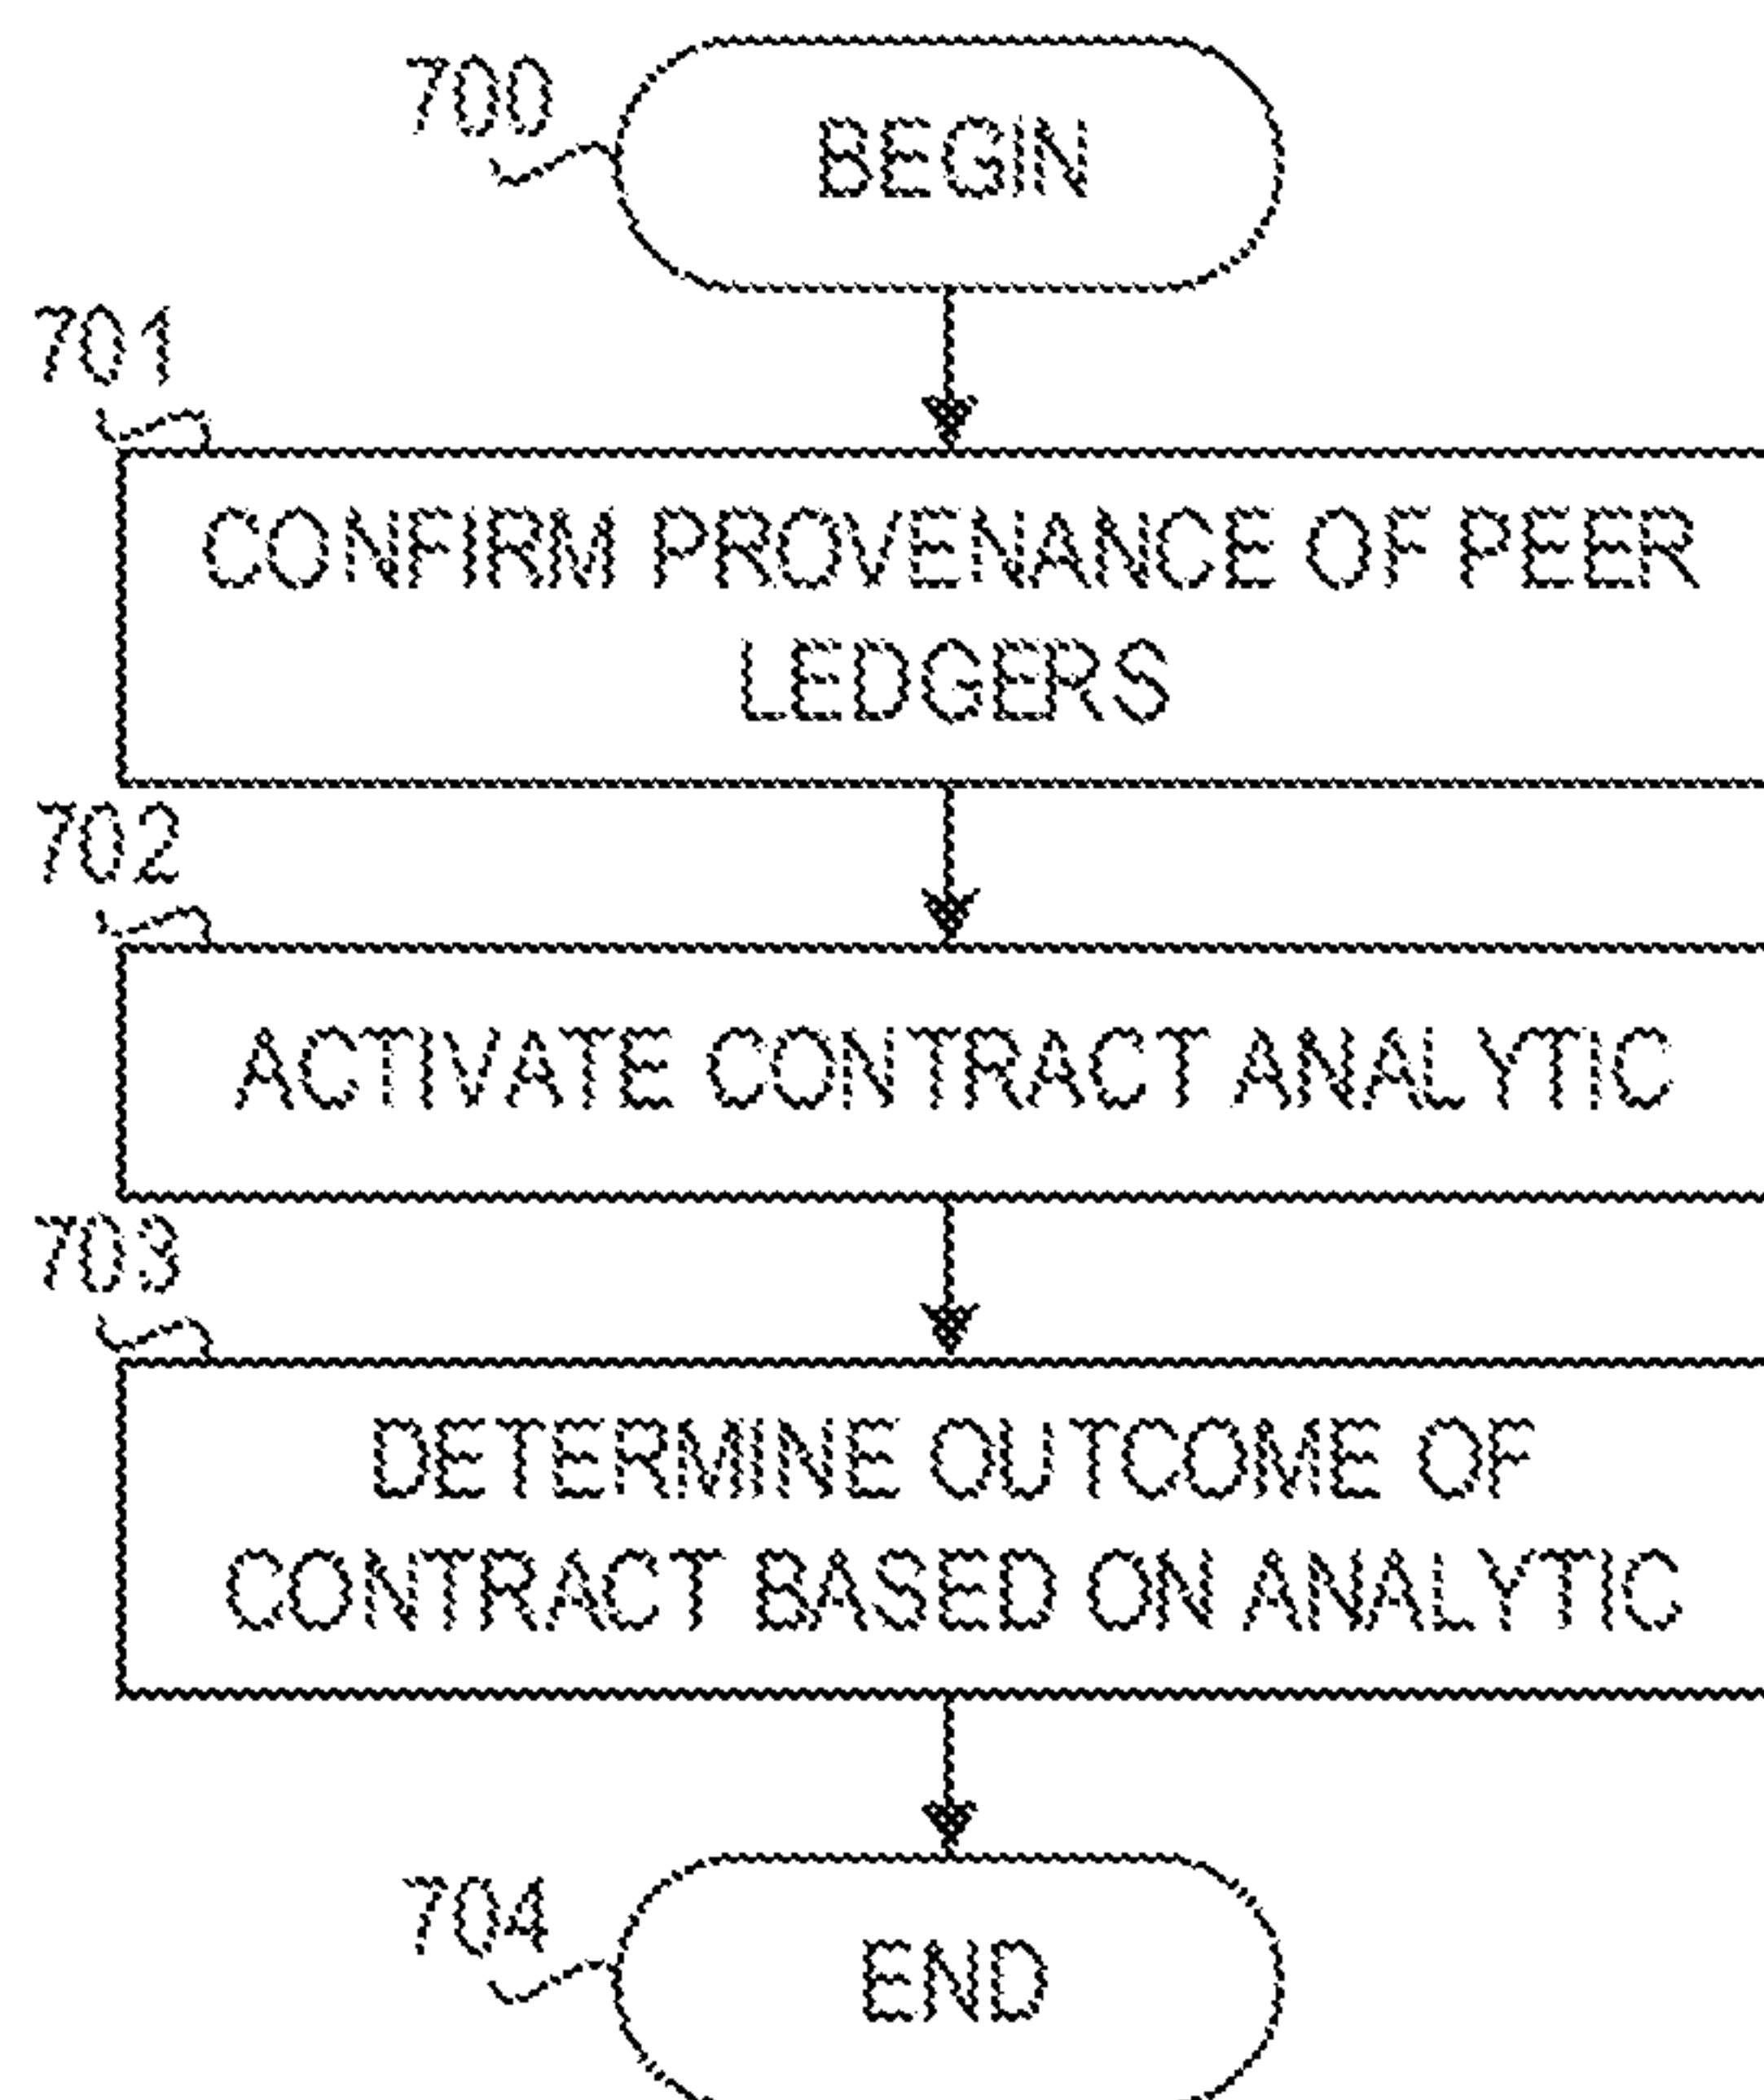 700
BEGIN
701
CONFIRM PROVENANCE OF PEER
LEDGERS
702
ACTIVATE CONTRACT ANALYTIC
703
DETERMINE OUTCOME OF
CONTRACT BASED ON ANALYTIC
704
END